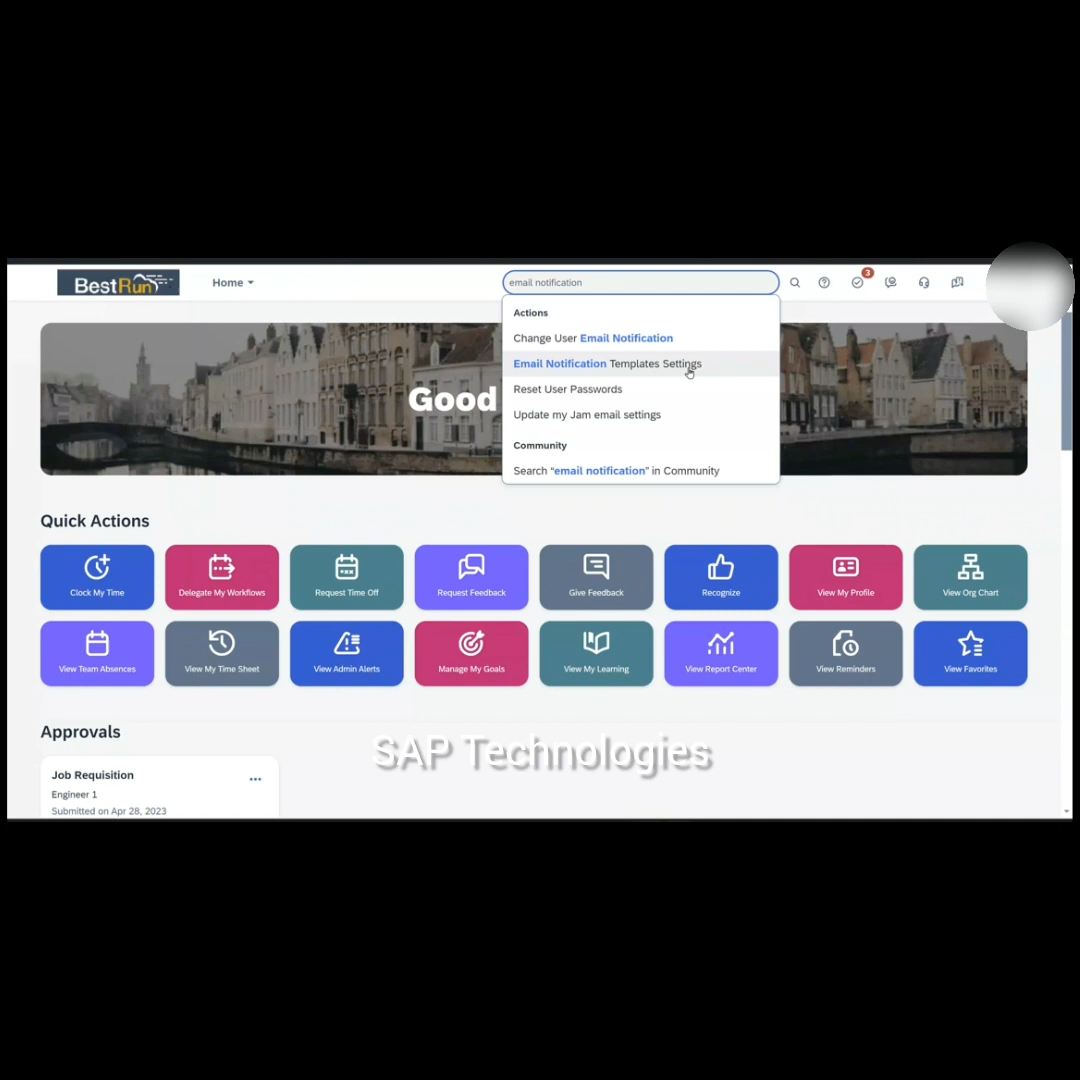 BestRun
Home
email notification
3
Actions
Change User Email Notification
Email Notification Templates Settings
Reset User Passwords
Update my Jam email settings
Community
Search “email notification” in Community
Good
Quick Actions
Clock My Time
Delegate My Workflows
Request Time Off
Request Feedback
Give Feedback
Recognize
View My Profile
View Org Chart
View Team Absences
View My Time Sheet
View Admin Alerts
Manage My Goals
View My Learning
View Report Center
View Reminders
View Favorites
Approvals
SAP Technologies
Job Requisition
Engineer 1
Submitted on Apr 28, 2023